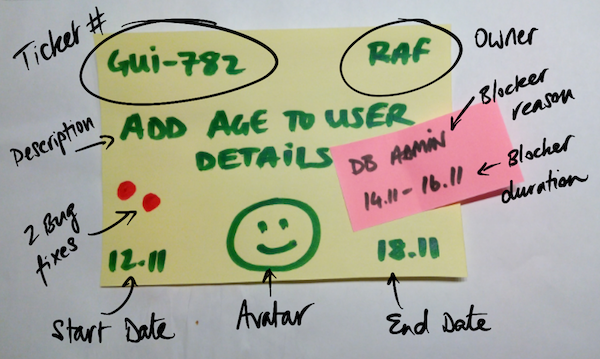 Ticket #
GUI-782
RAF
Owner
Description
ADD AGE TO USER
DETAILS
Blocker
reason
DB ADMIN
14.11 - 16.11
Blocker
duration
2 Bug
fixes
12.11
18.11
Start Date
Avatar
End Date